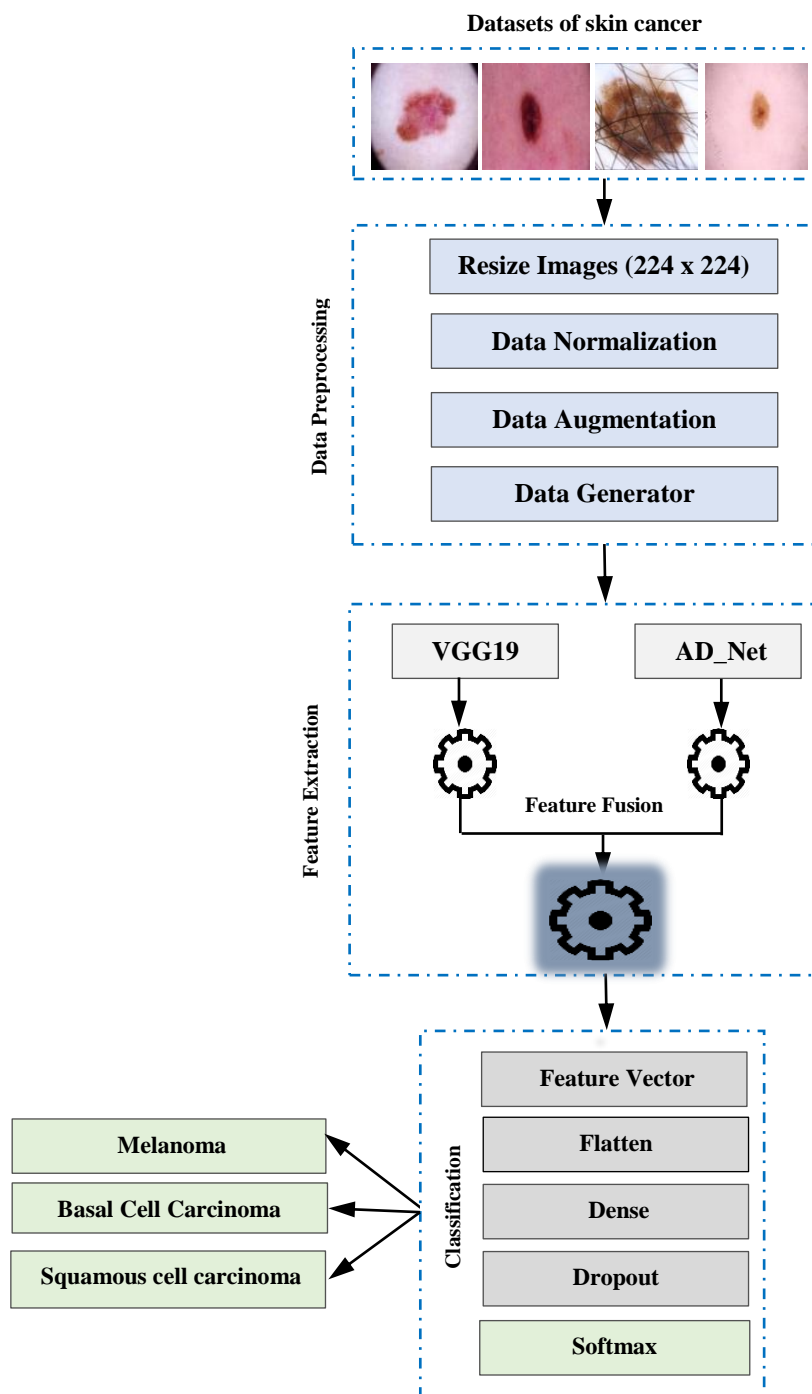 Datasets of skin cancer
Data Preprocessing
Resize Images (224 x 224)
Data Normalization
Data Augmentation
Data Generator
Feature Extraction
VGG19
AD_Net
Feature Fusion
Classification
Feature Vector
Flatten
Dense
Dropout
Softmax
Melanoma
Basal Cell Carcinoma
Squamous cell carcinoma